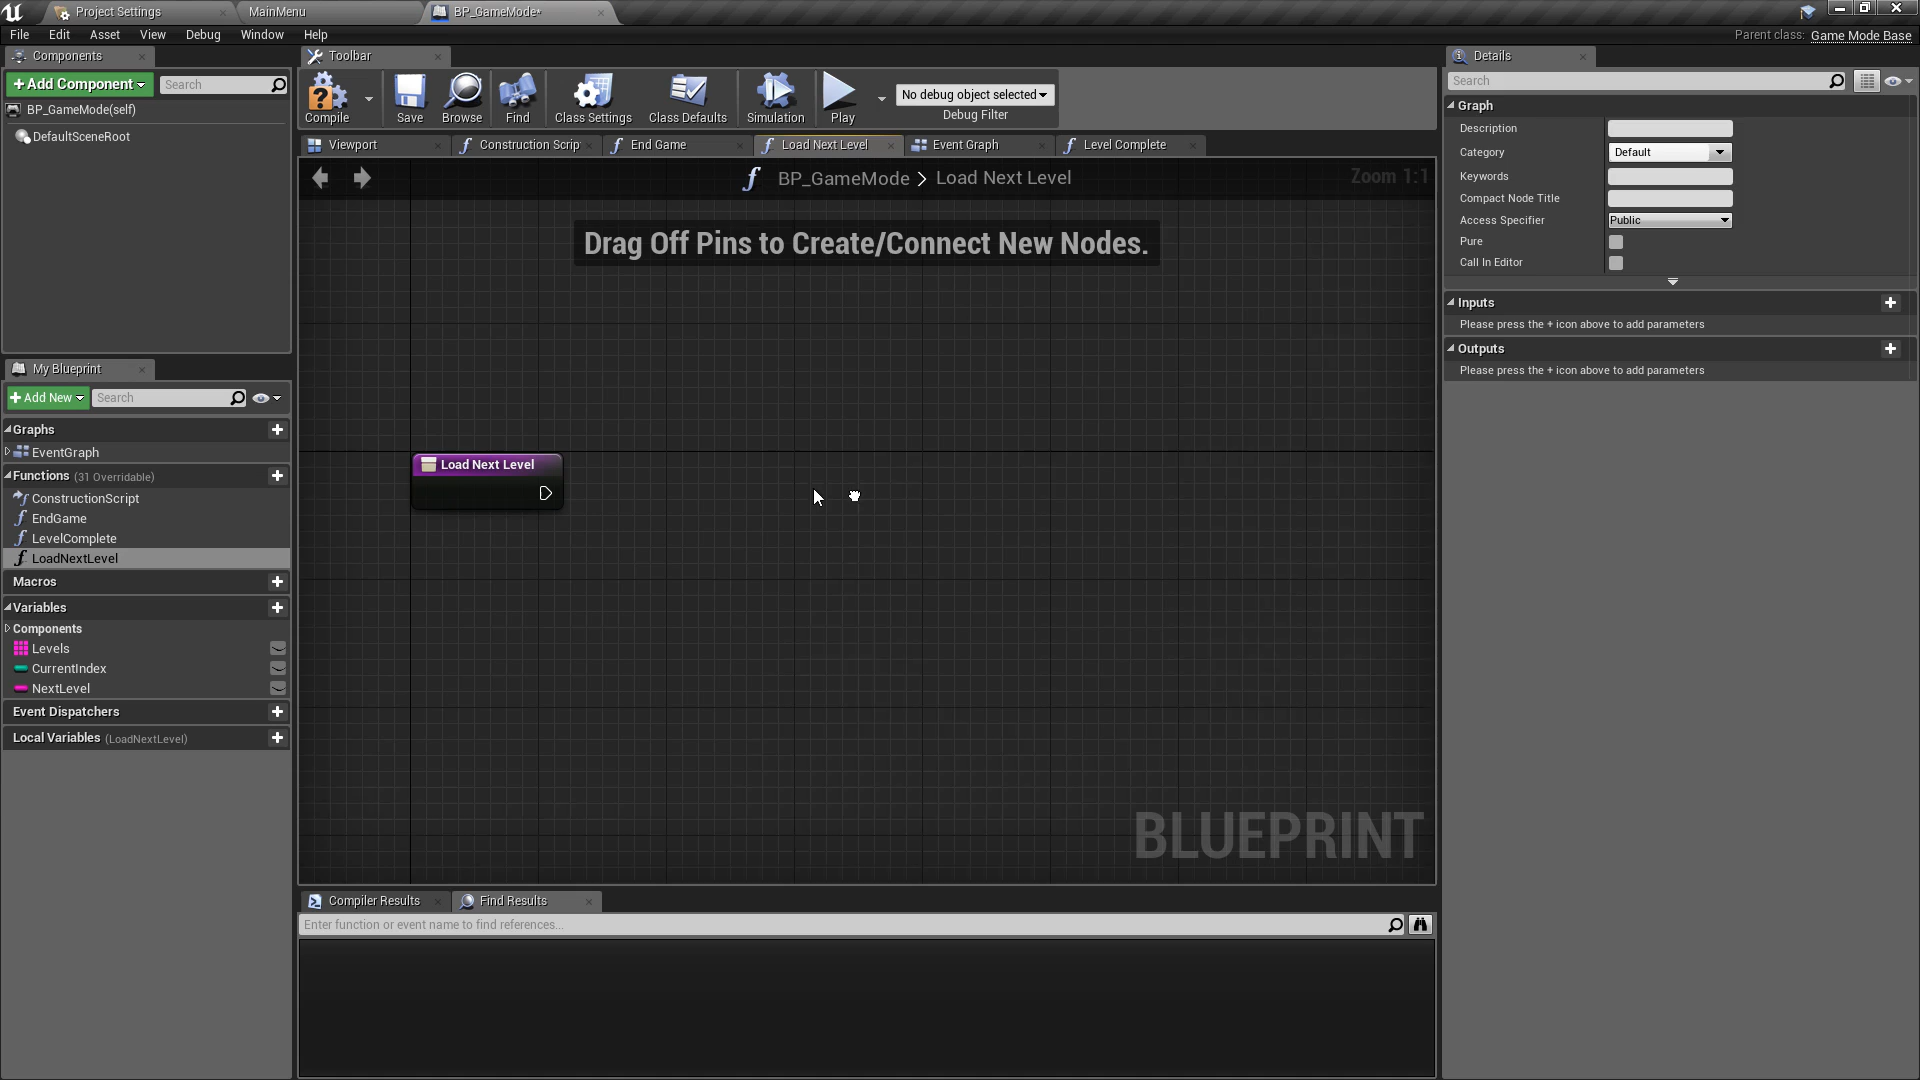 Project Settings
MainMenu
BP_GameMode*
File Edit Asset View Debug Window Help
Parent class: Game Mode Base
Components
+ Add Component
Search
BP_GameMode(self)
DefaultSceneRoot
Toolbar
Compile
Save
Browse
Find
Class Settings
Class Defaults
Simulation
Play
No debug object selected
Debug Filter
Viewport
Construction Scrip
End Game
Load Next Level
Event Graph
Level Complete
BP_GameMode > Load Next Level
Zoom 1:1
Drag Off Pins to Create/Connect New Nodes.
Load Next Level
BLUEPRINT
My Blueprint
+ Add New
Search
Graphs
EventGraph
Functions (31 Overridable)
ConstructionScript
EndGame
LevelComplete
LoadNextLevel
Macros
Variables
Components
Levels
CurrentIndex
NextLevel
Event Dispatchers
Local Variables (LoadNextLevel)
Compiler Results
Find Results
Enter function or event name to find references...
Details
Search
Graph
Description
Category Default
Keywords
Compact Node Title
Access Specifier Public
Pure
Call In Editor
Inputs
Please press the + icon above to add parameters
Outputs
Please press the + icon above to add parameters